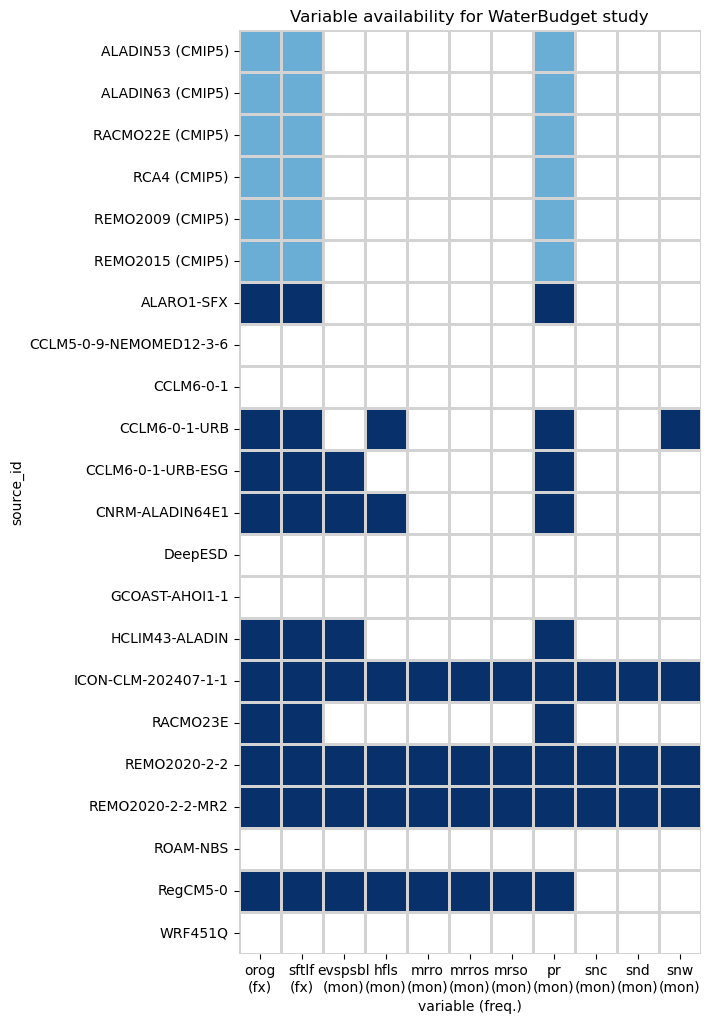 Variable availability for WaterBudget study
ALADIN53 (CMIP5)
ALADIN63 (CMIP5)
RACMO22E (CMIP5)
RCA4 (CMIP5)
REMO2009 (CMIP5)
REMO2015 (CMIP5)
ALARO1-SFX
CCLM5-0-9-NEMOMED12-3-6
CCLM6-0-1
CCLM6-0-1-URB
CCLM6-0-1-URB-ESG
CNRM-ALADIN64E1
DeepESD
GCOAST-AHOI1-1
HCLIM43-ALADIN
ICON-CLM-202407-1-1
RACMO23E
REMO2020-2-2
REMO2020-2-2-MR2
ROAM-NBS
RegCM5-0
WRF451Q
source_id
orog sftlf evspsbl hfls mrro mrros mrso pr snc snd snw
(fx) (fx) (mon) (mon) (mon) (mon) (mon) (mon) (mon) (mon) (mon)
variable (freq.)